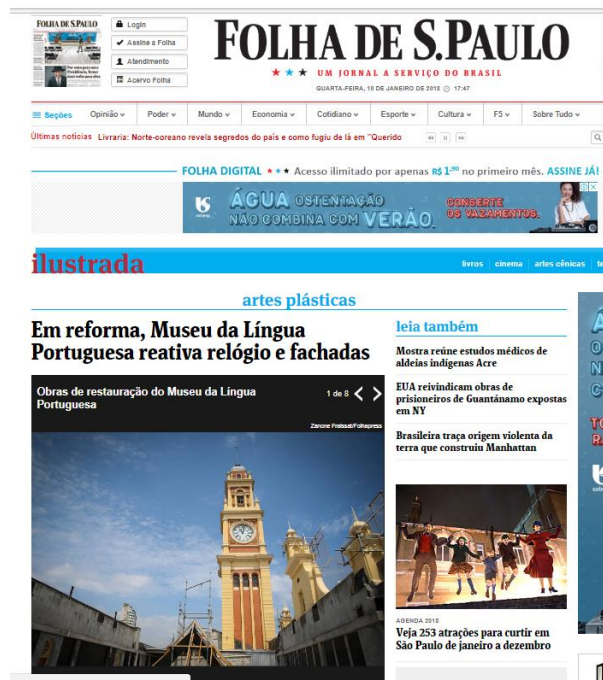 FOLHA DE S.PAULO
Login
Assine a Folha
Atendimento
Acervo Folha
FOLHA DE S.PAULO
★ ★ ★ UM JORNAL A SERVIÇO DO BRASIL
QUARTA-FEIRA, 10 DE JANEIRO DE 2018 17:47
Seções Opinião Poder Mundo Economia Cotidiano Esporte Cultura F5 Sobre Tudo
Últimas notícias Livraria: Norte-coreano revela segredos do país e como fugiu de lá em "Querido
FOLHA DIGITAL ★ ★ ★ Acesso ilimitado por apenas R$ 1,90 no primeiro mês. ASSINE JÁ!
ÁGUA OSTENTAÇÃO
NÃO COMBINA COM VERÃO.
CONSERTE
OS VAZAMENTOS.
ilustrada
livros cinema artes cênicas
artes plásticas
Em reforma, Museu da Língua
Portuguesa reativa relógio e fachadas
Obras de restauração do Museu da Língua
Portuguesa
1 de 8
Zanone Fraissat/Folhapress
leia também
Mostra reúne estudos médicos de
aldeias indígenas Acre
EUA reivindicam obras de
prisioneiros de Guantánamo expostas
em NY
Brasileira traça origem violenta da
terra que construiu Manhattan
AGENDA 2018
Veja 253 atrações para curtir em
São Paulo de janeiro a dezembro